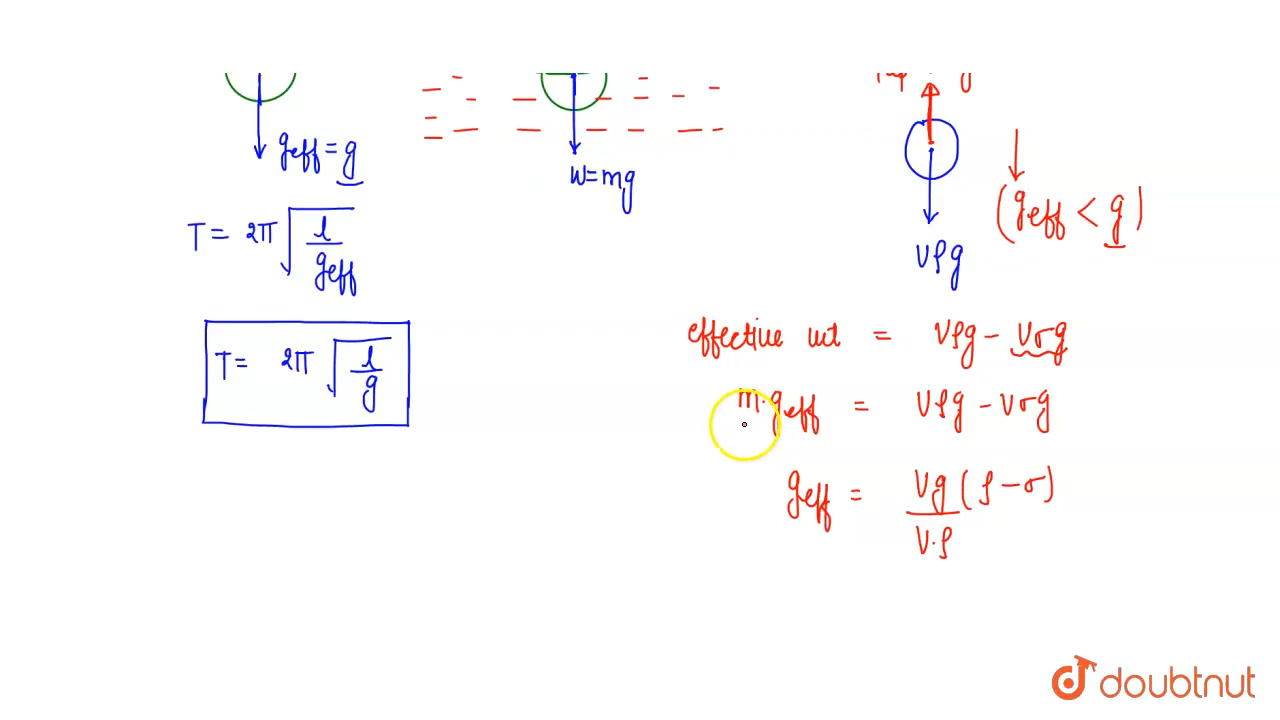 geff = g
W=mg
(geff < g)
T = 2π √(l/geff)
Vρg
T= 2π √(l/g)
effective wt = Vρg - Vσg
m.geff = Vρg - Vσg
geff = Vg/V.ρ (ρ - σ)
doubtnut